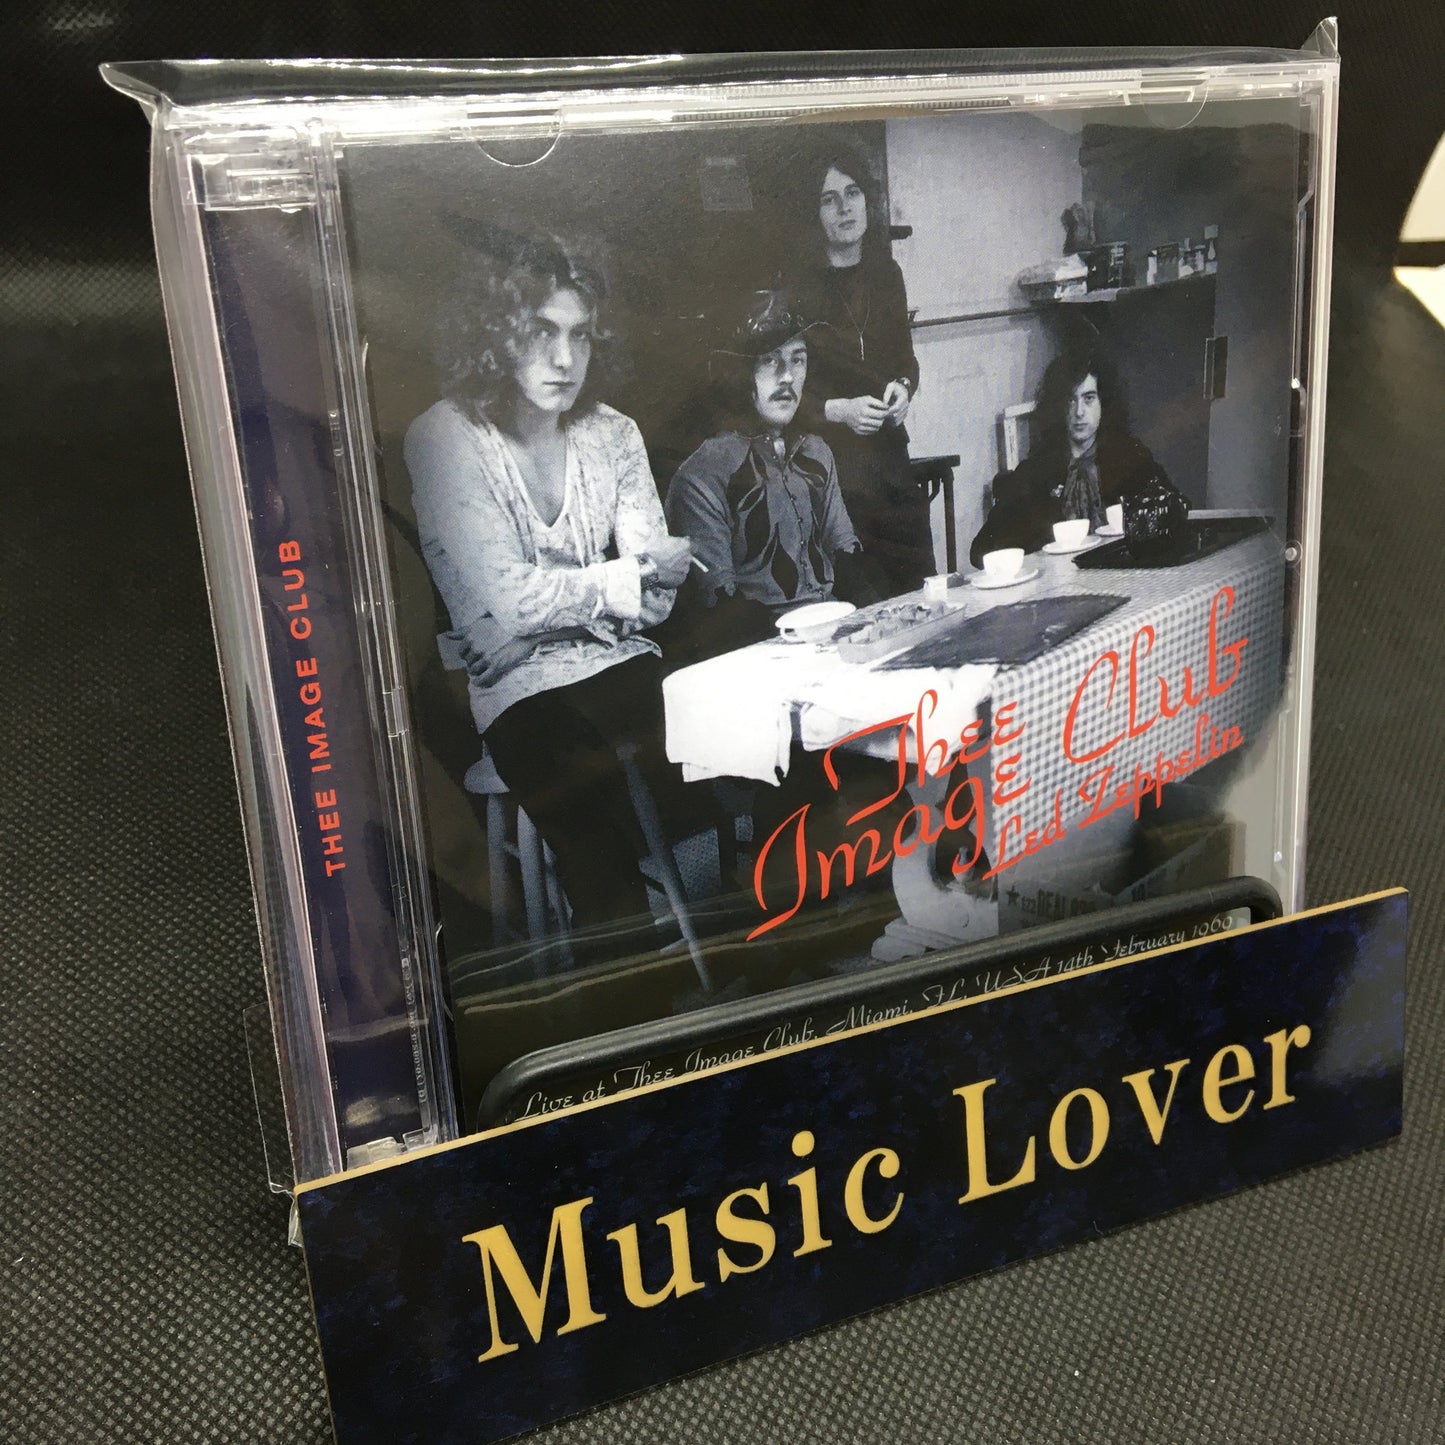 THEE IMAGE CLUB
Thee
Image Club
Led Zeppelin
Live at Thee Image Club, Miami, FL, USA 14th February 1969
Music Lover